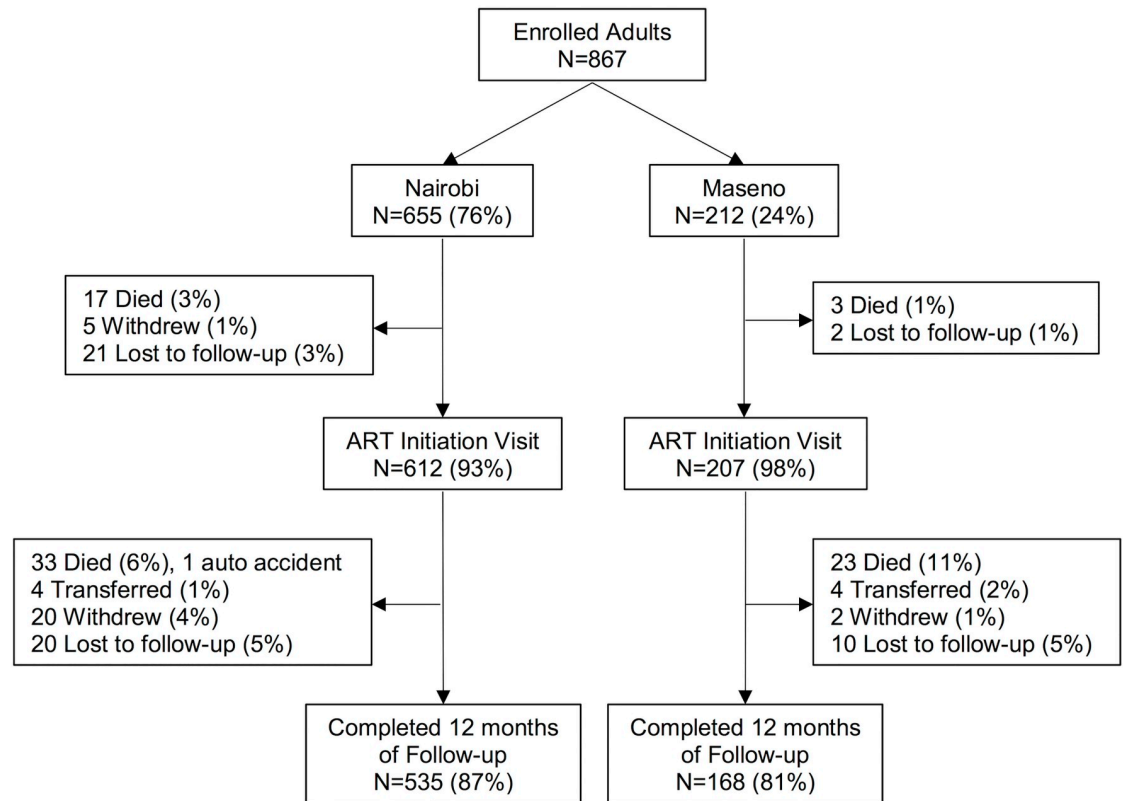 Enrolled Adults
N=867
Nairobi
N=655 (76%)
Maseno
N=212 (24%)
17 Died (3%)
5 Withdrew (1%)
21 Lost to follow-up (3%)
3 Died (1%)
2 Lost to follow-up (1%)
ART Initiation Visit
N=612 (93%)
ART Initiation Visit
N=207 (98%)
33 Died (6%), 1 auto accident
4 Transferred (1%)
20 Withdrew (4%)
20 Lost to follow-up (5%)
23 Died (11%)
4 Transferred (2%)
2 Withdrew (1%)
10 Lost to follow-up (5%)
Completed 12 months
of Follow-up
N=535 (87%)
Completed 12 months
of Follow-up
N=168 (81%)